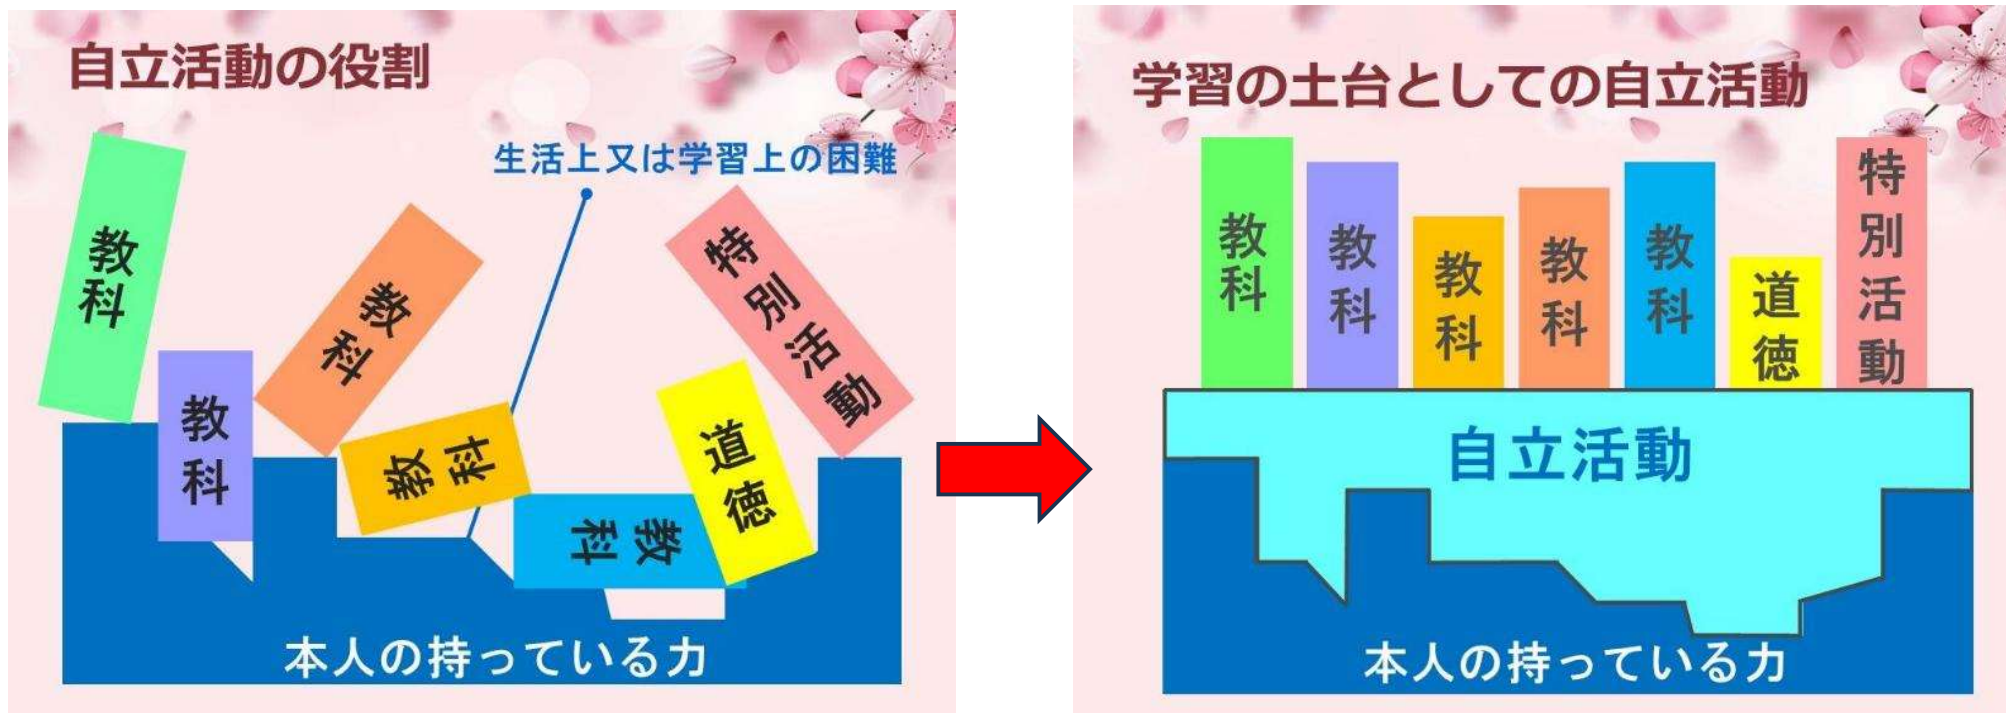 自立活動の役割
生活上又は学習上の困難
教科
教科
教科
教科
教科
道徳
特別活動
本人の持っている力
学習の土台としての自立活動
教科
教科
教科
教科
教科
道徳
特別活動
自立活動
本人の持っている力